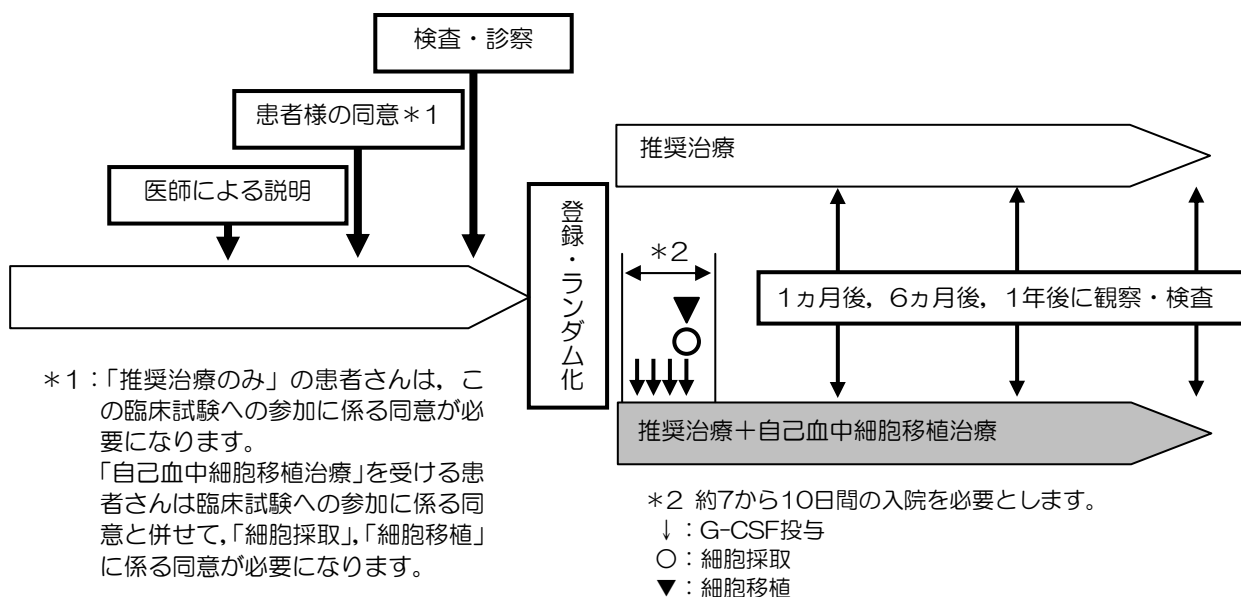 検査・診察
患者様の同意＊1
医師による説明
登録・ランダム化
推奨治療
＊2
1ヵ月後，6ヵ月後，1年後に観察・検査
推奨治療＋自己血中細胞移植治療
＊1：「推奨治療のみ」の患者さんは，こ
の臨床試験への参加に係る同意が必
要になります。
「自己血中細胞移植治療」を受ける患
者さんは臨床試験への参加に係る同
意と併せて，「細胞採取」，「細胞移植」
に係る同意が必要になります。
＊2 約7から10日間の入院を必要とします。
↓：G-CSF投与
○：細胞採取
▼：細胞移植